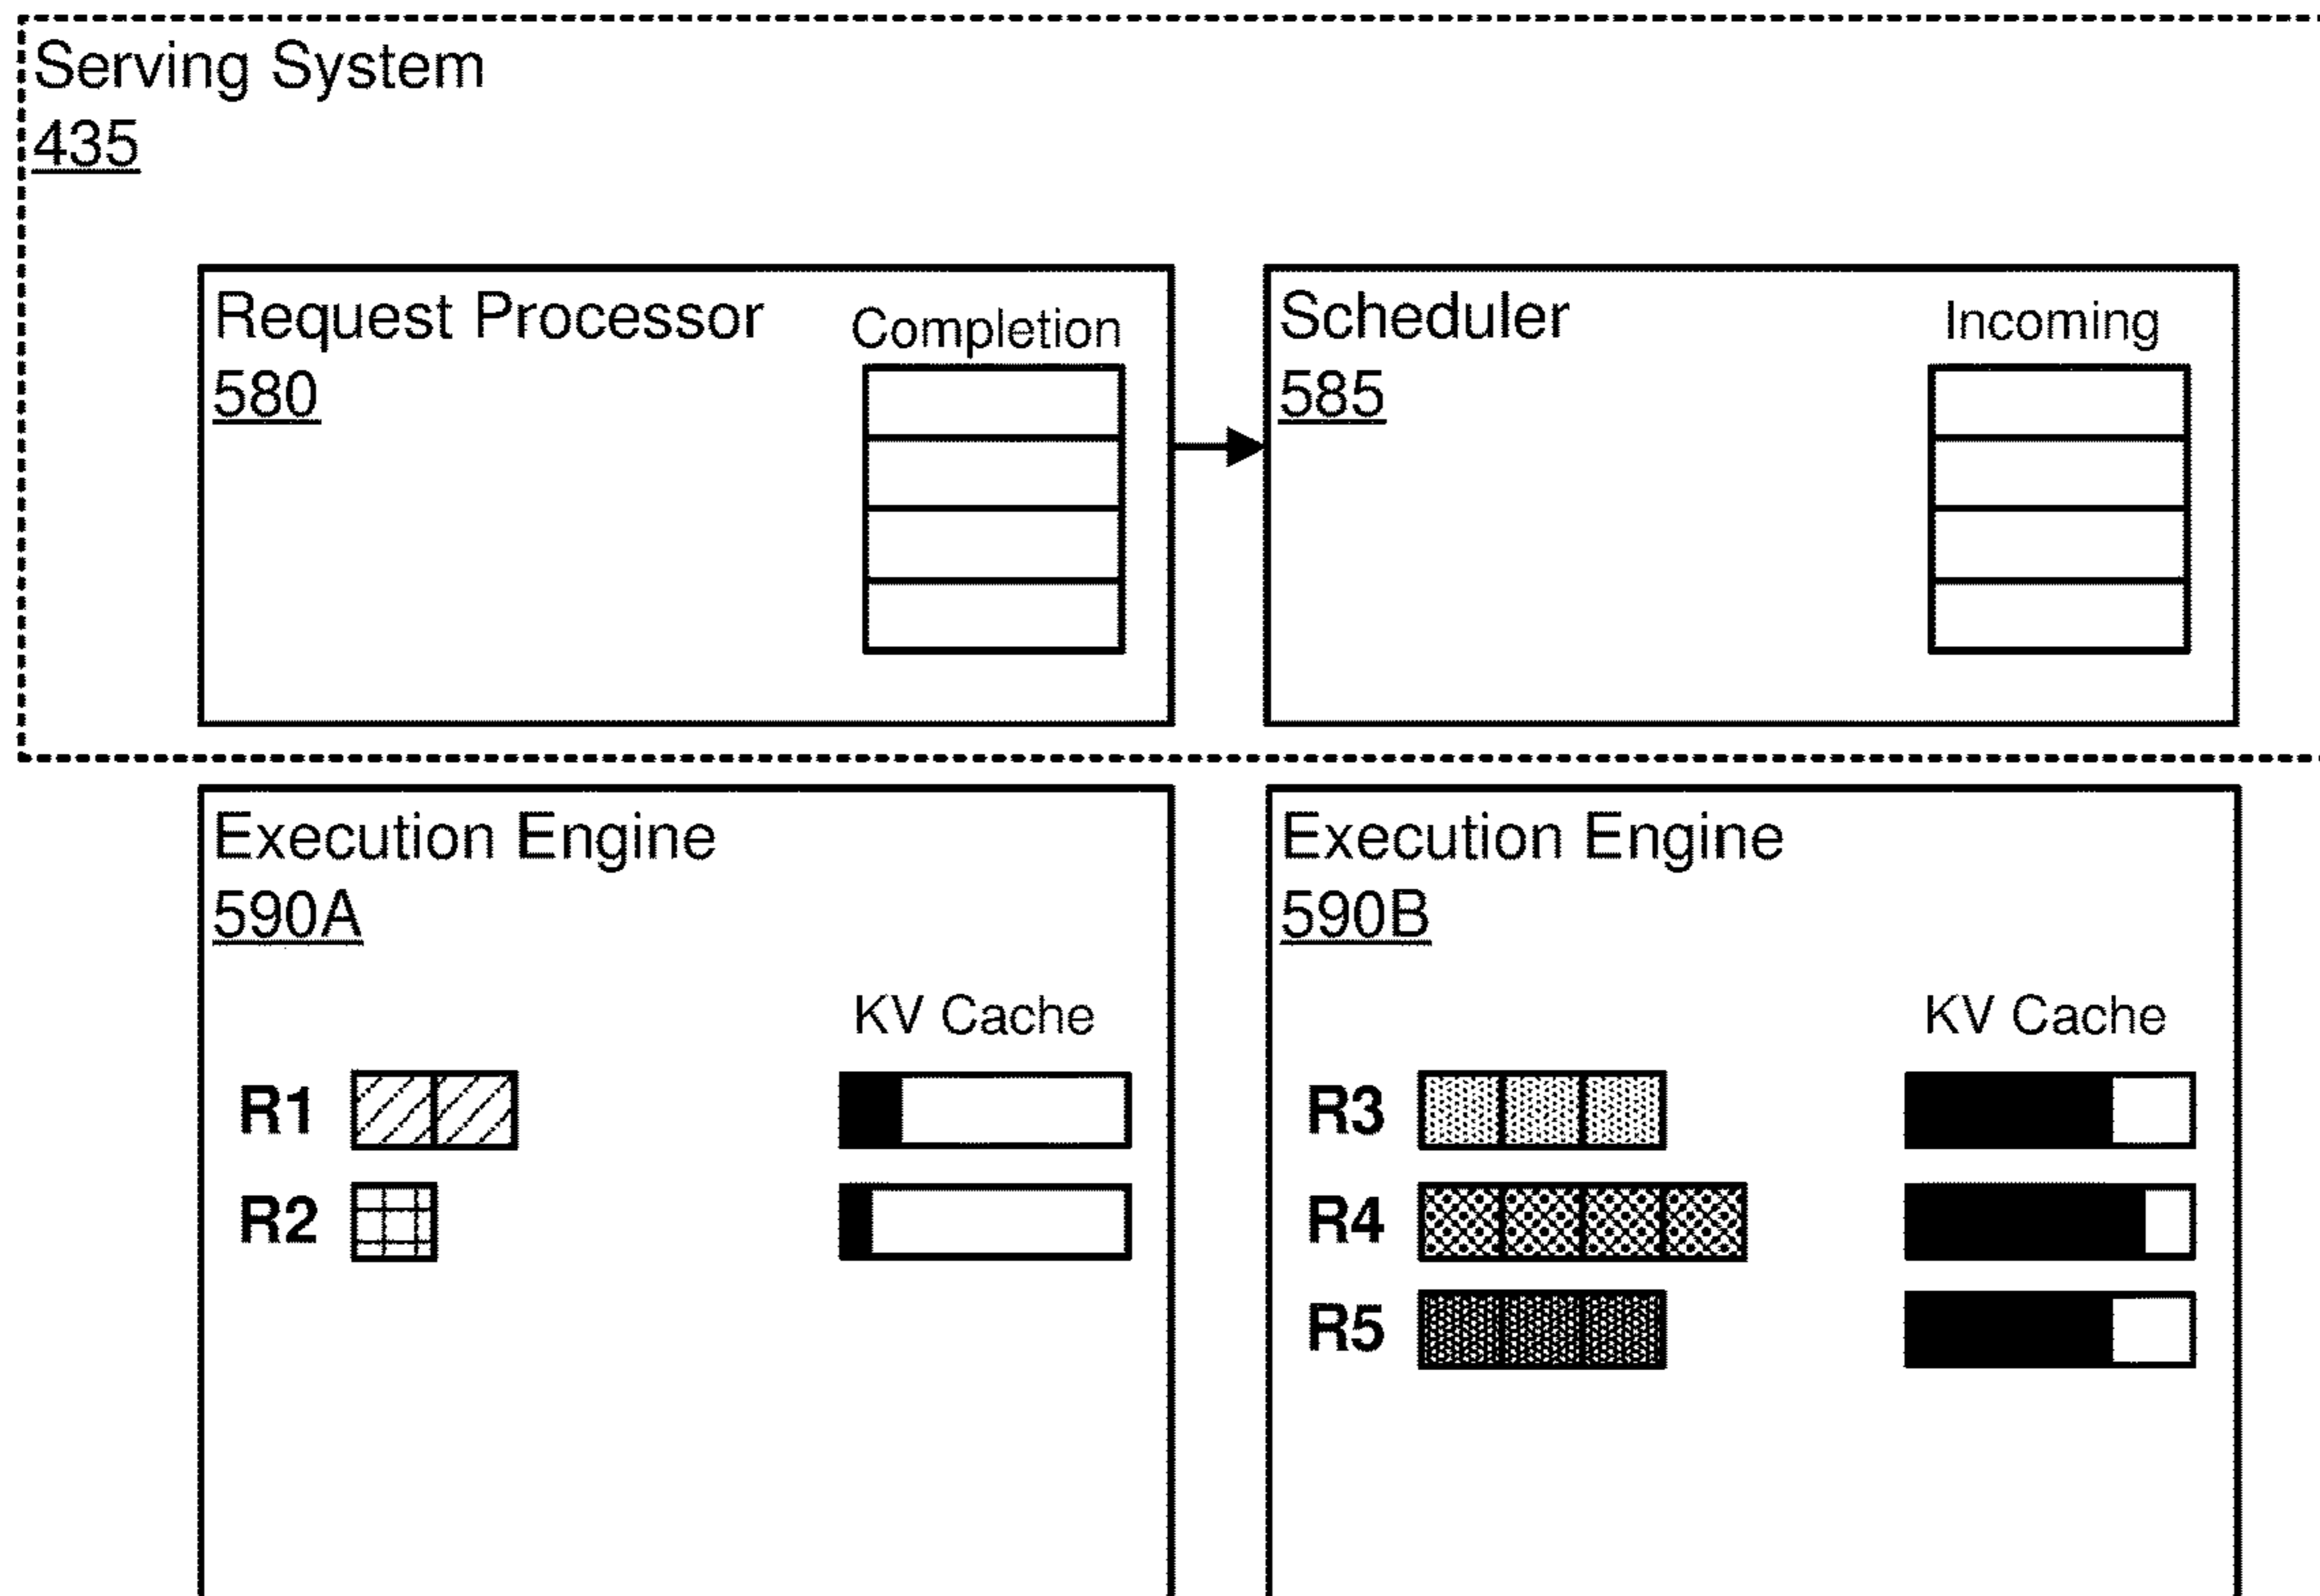 Serving System
435
Request Processor
580
Completion
Scheduler
585
Incoming
Execution Engine
590A
KV Cache
R1
R2
Execution Engine
590B
KV Cache
R3
R4
R5